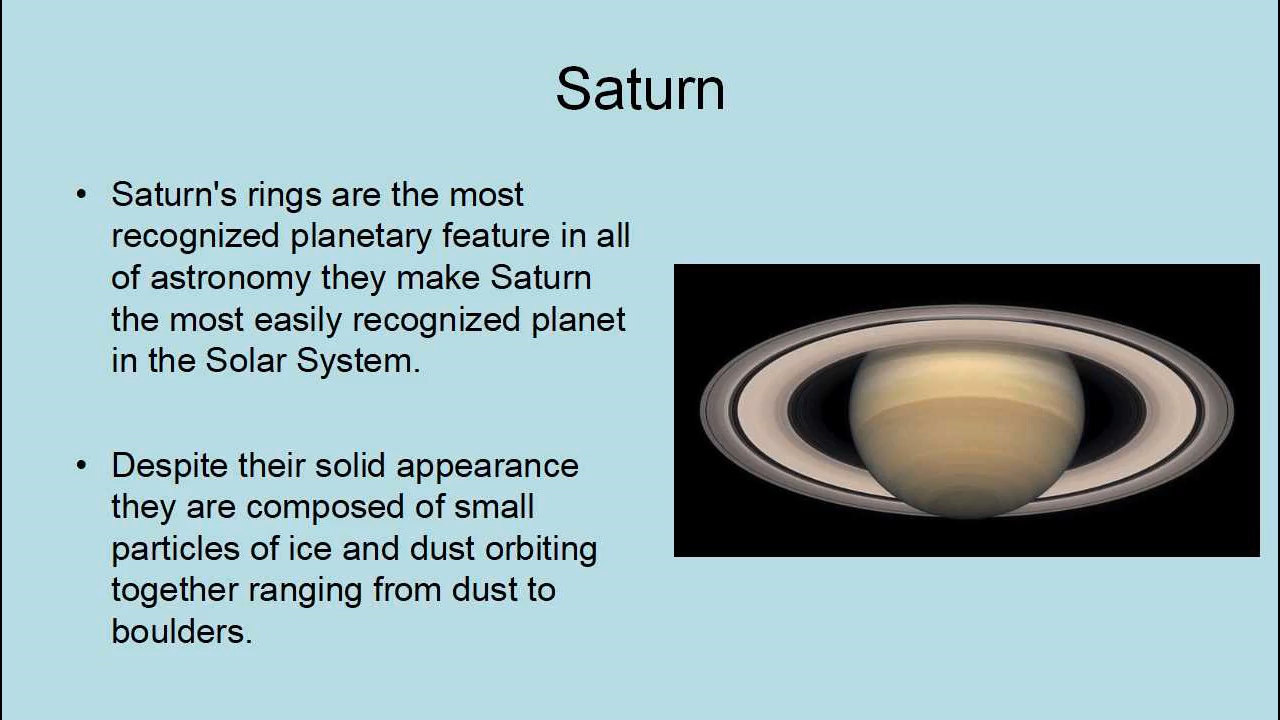 Saturn
• Saturn's rings are the most
recognized planetary feature in all
of astronomy they make Saturn
the most easily recognized planet
in the Solar System.
• Despite their solid appearance
they are composed of small
particles of ice and dust orbiting
together ranging from dust to
boulders.